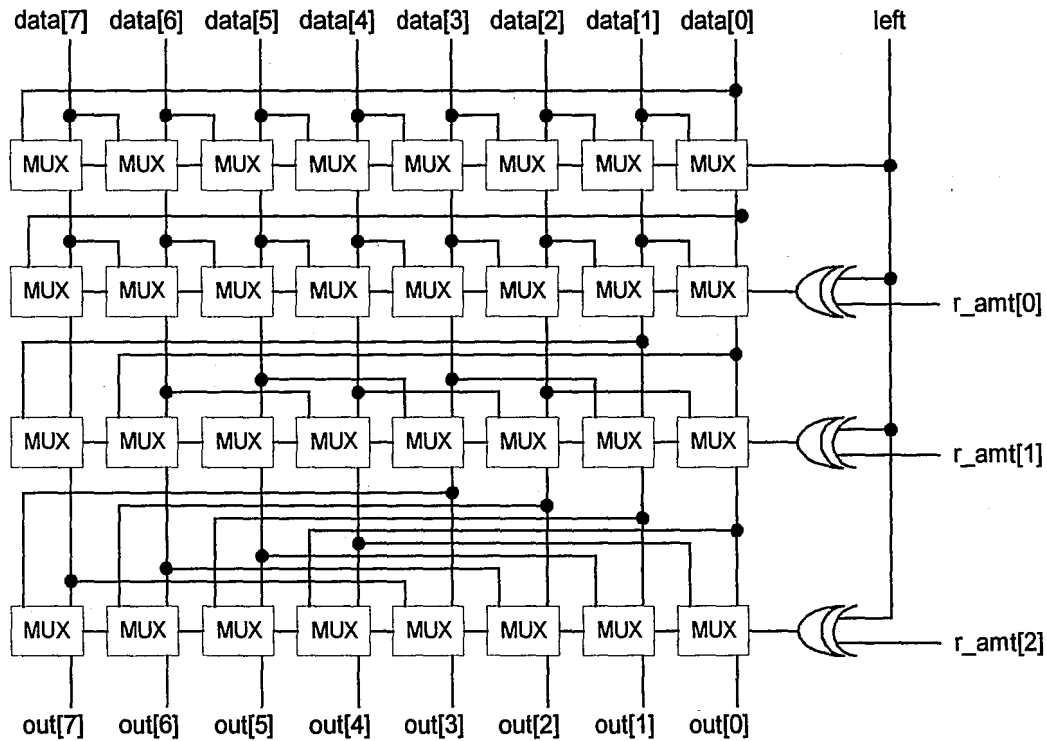 data[7] data[6] data[5] data[4] data[3] data[2] data[1] data[0] left
MUX MUX MUX MUX MUX MUX MUX MUX
MUX MUX MUX MUX MUX MUX MUX MUX
r_amt[0]
MUX MUX MUX MUX MUX MUX MUX MUX
r_amt[1]
MUX MUX MUX MUX MUX MUX MUX MUX
r_amt[2]
out[7] out[6] out[5] out[4] out[3] out[2] out[1] out[0]